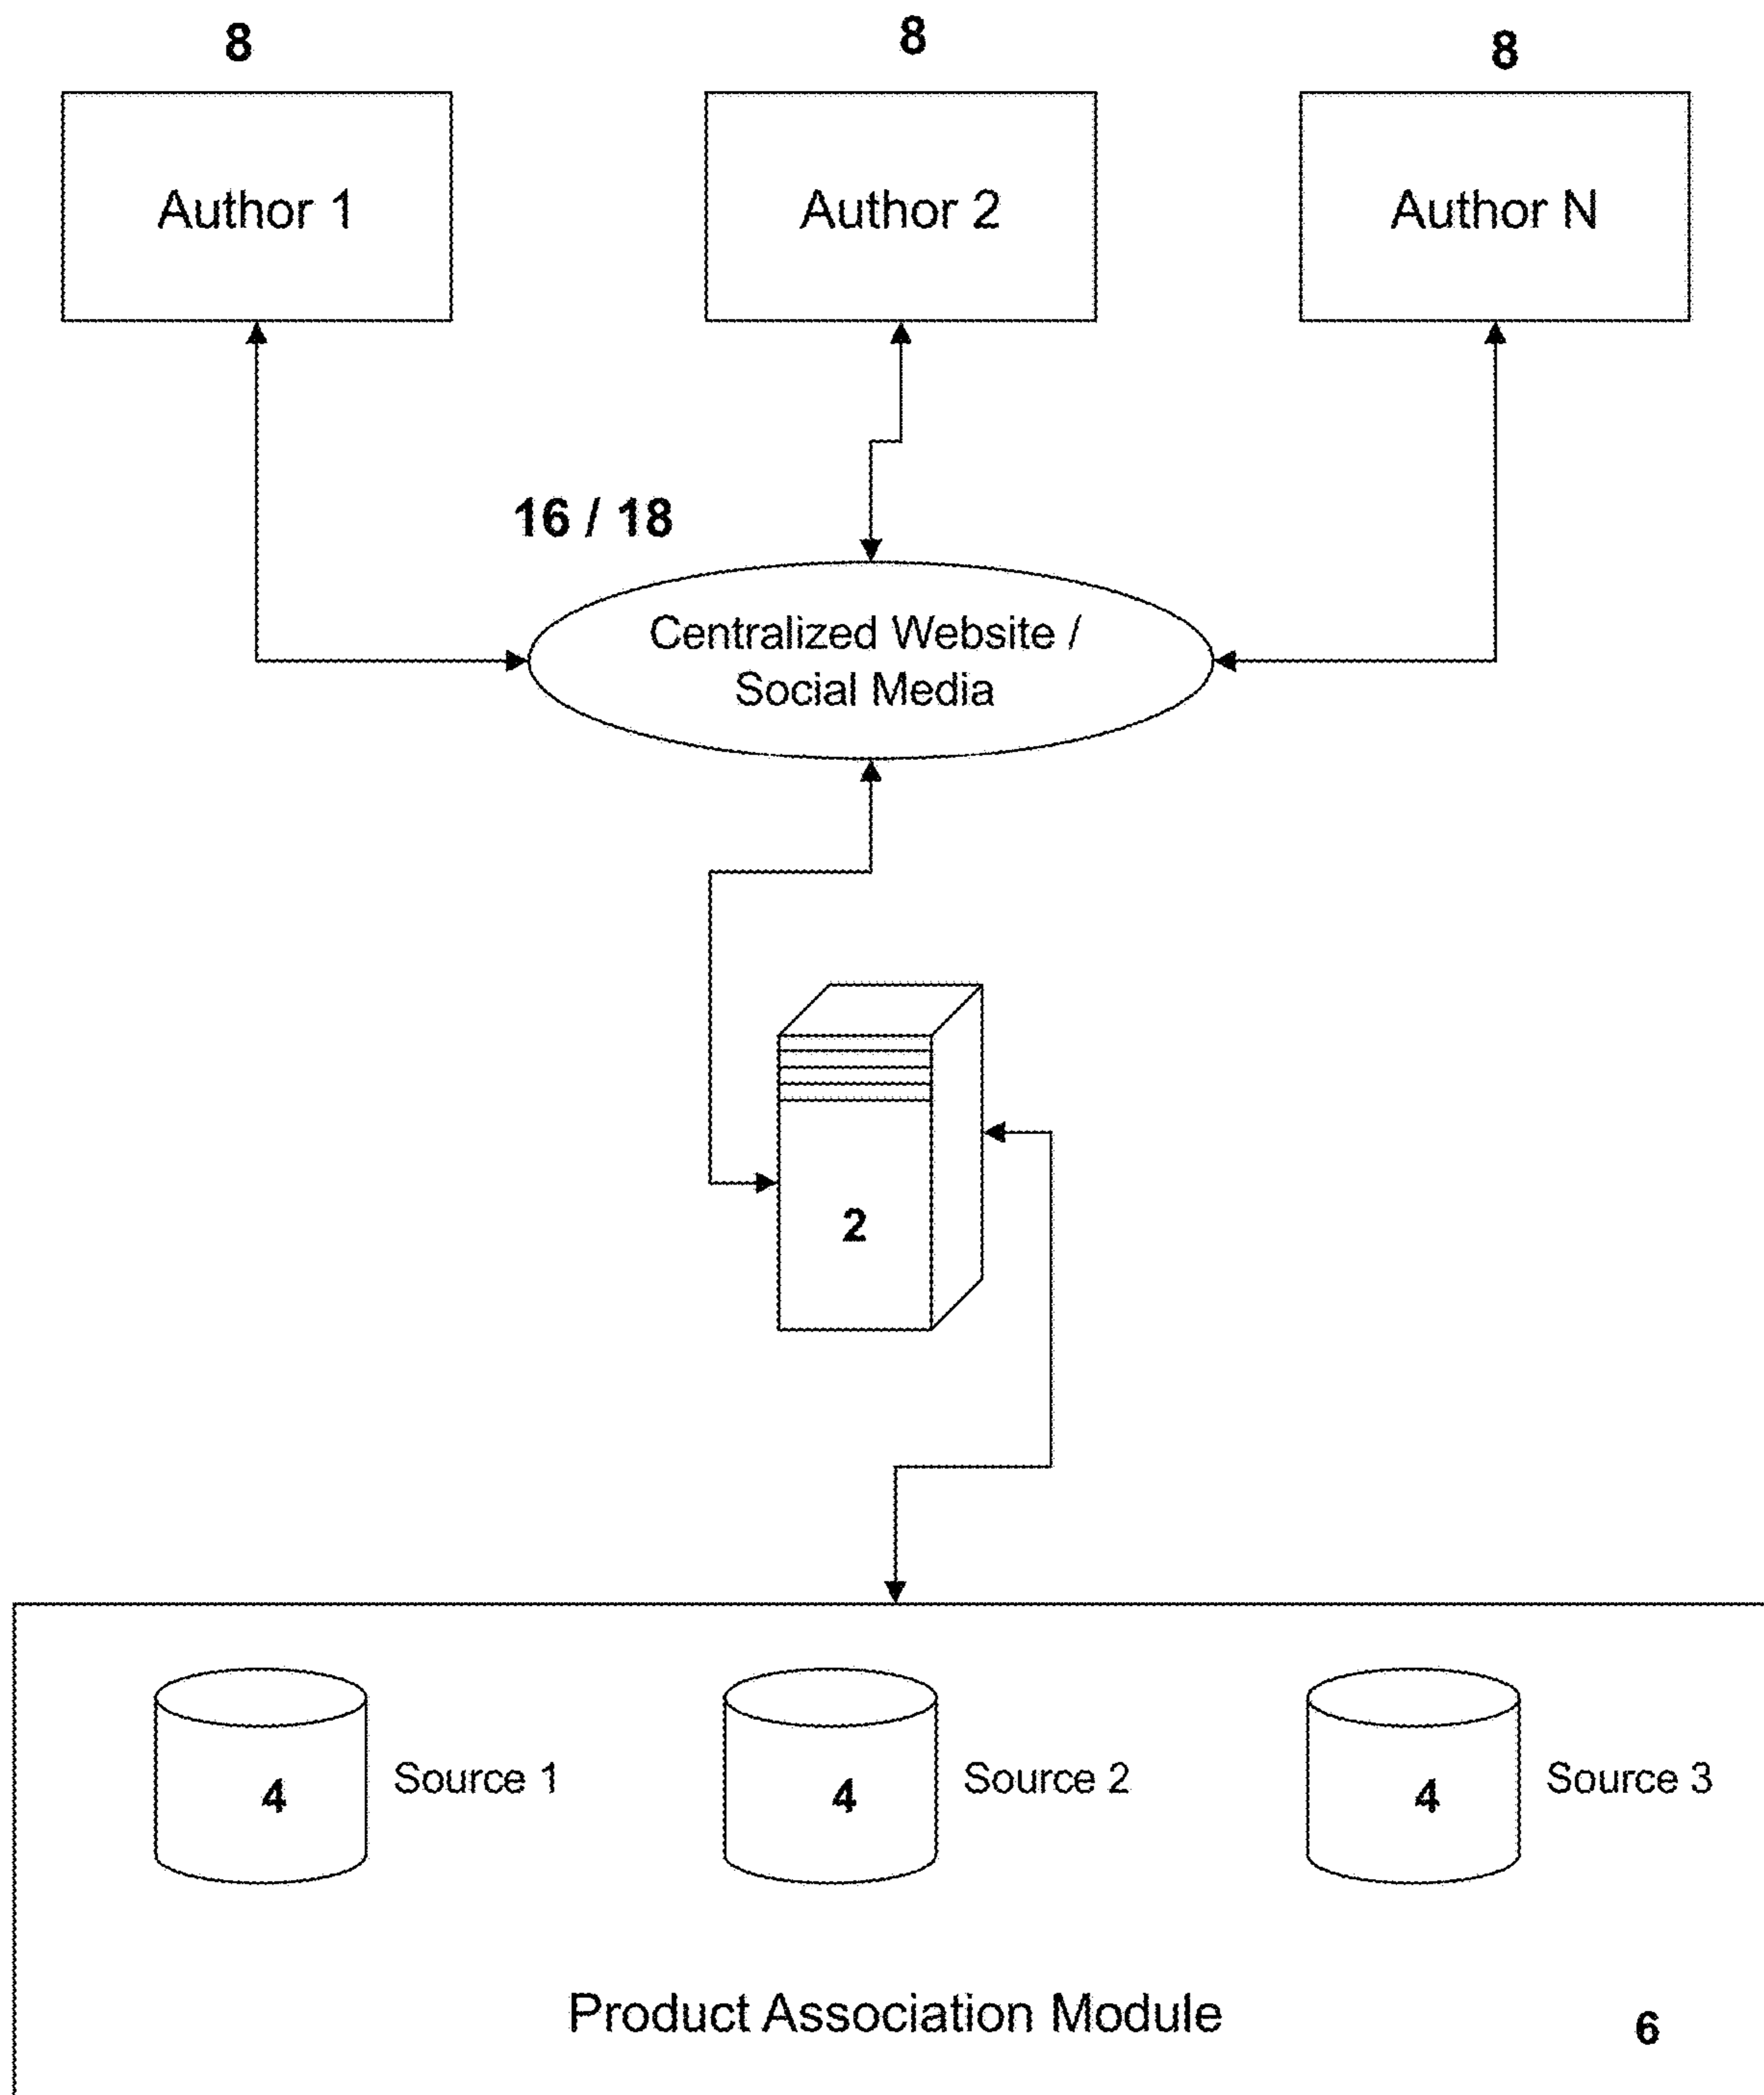 8
8
8
Author 1
Author 2
Author N
16 / 18
Centralized Website /
Social Media
2
4
Source 1
4
Source 2
4
Source 3
Product Association Module
6